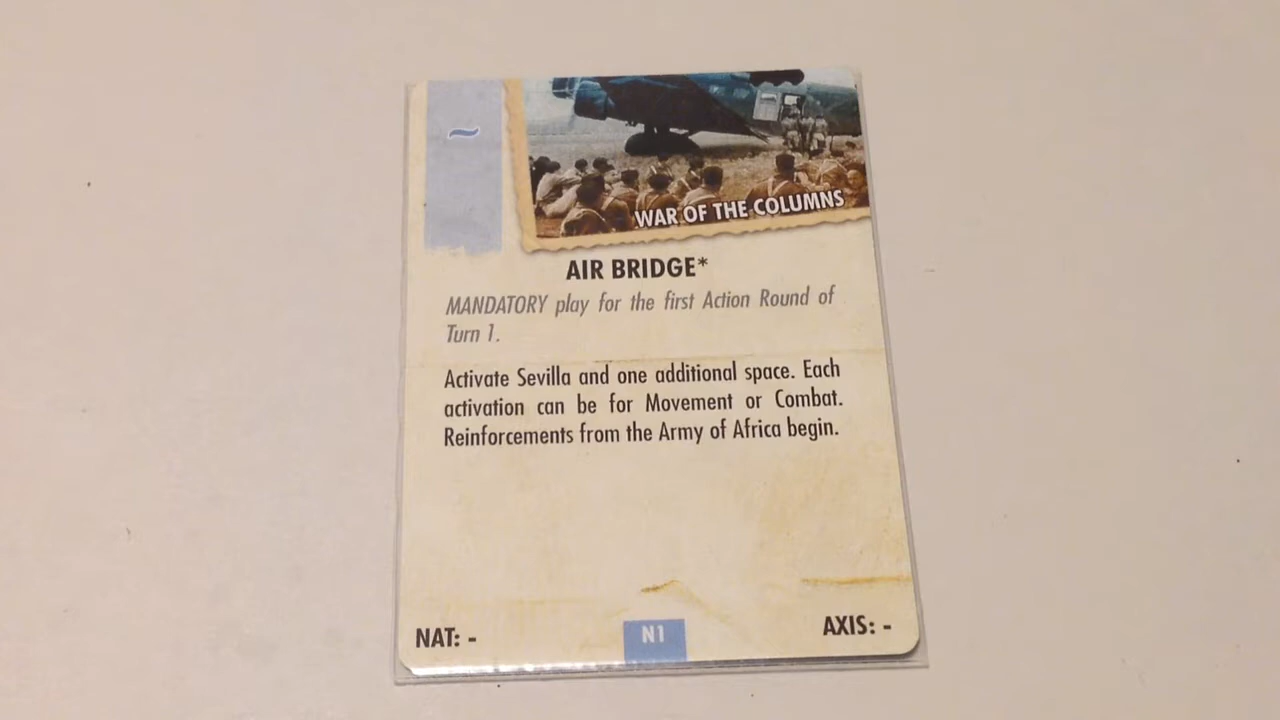 ~
WAR OF THE COLUMNS
AIR BRIDGE*
MANDATORY play for the first Action Round of
Turn 1.
Activate Sevilla and one additional space. Each
activation can be for Movement or Combat.
Reinforcements from the Army of Africa begin.
NAT: -
N1
AXIS: -